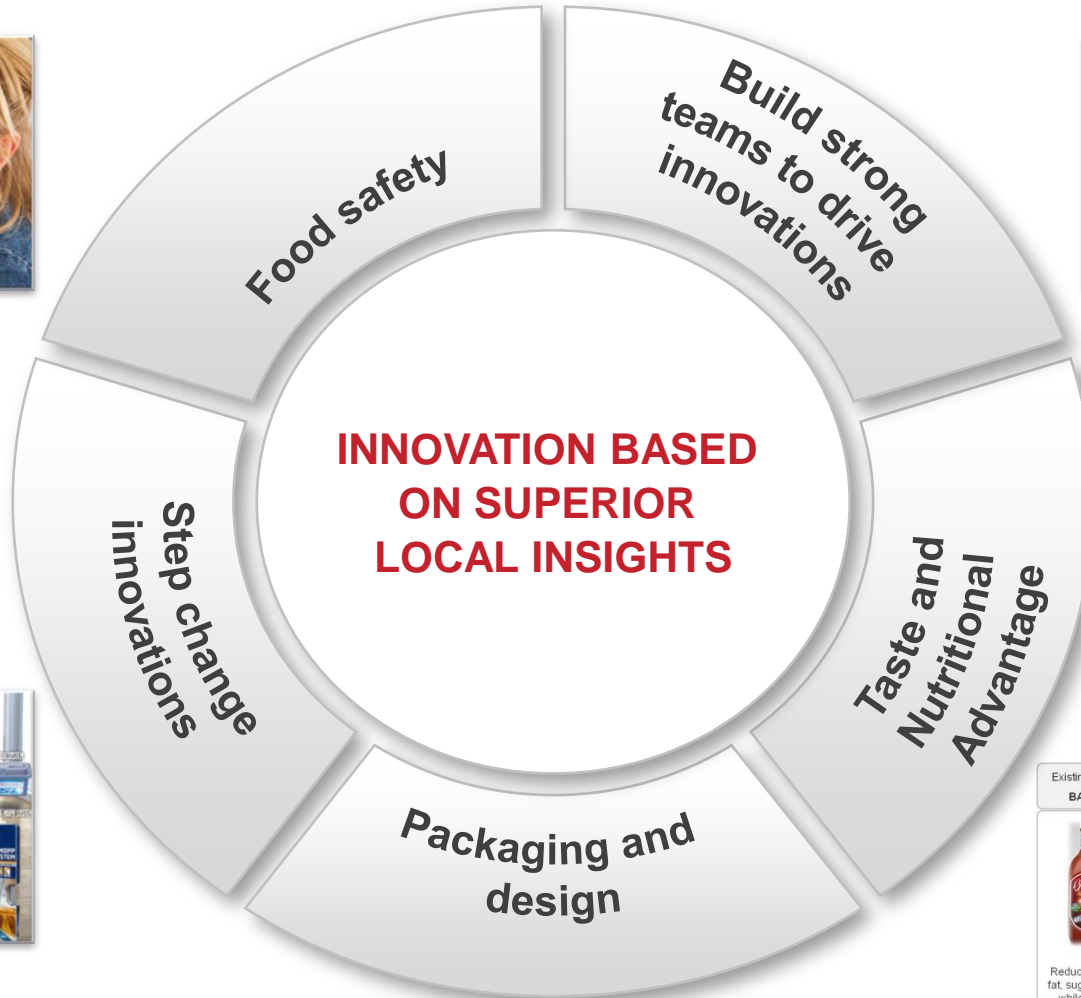 Build strong
teams to drive
innovations
Food safety
INNOVATION BASED
ON SUPERIOR
LOCAL INSIGHTS
Step change
innovations
Taste and
Nutritional
Advantage
Packaging and
design